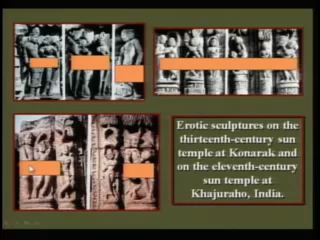 Erotic sculptures on the
thirteenth-century sun
temple at Konarak and
on the eleventh-century
sun temple at
Khajuraho, India.